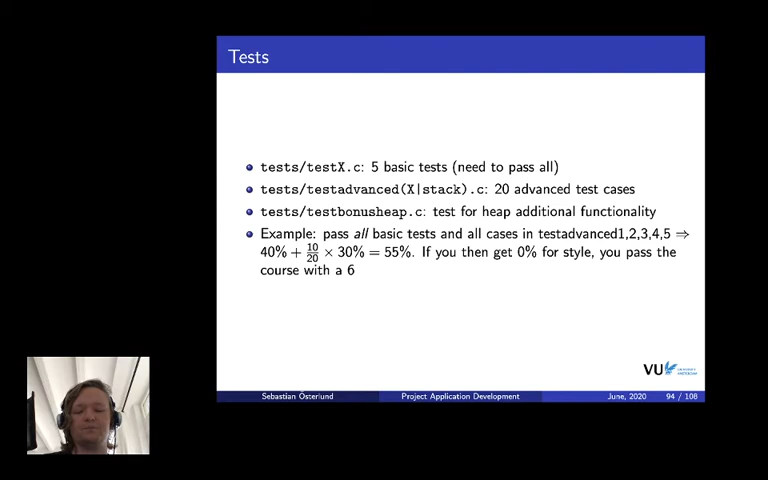 Tests
tests/testX.c: 5 basic tests (need to pass all)
tests/testadvanced(X|stack).c: 20 advanced test cases
tests/testbonusheap.c: test for heap additional functionality
Example: pass all basic tests and all cases in testadvanced1,2,3,4,5 ⇒
40% + 10/20 × 30% = 55%. If you then get 0% for style, you pass the
course with a 6
VU
Sebastian Österlund Project Application Development June, 2020 94 / 108